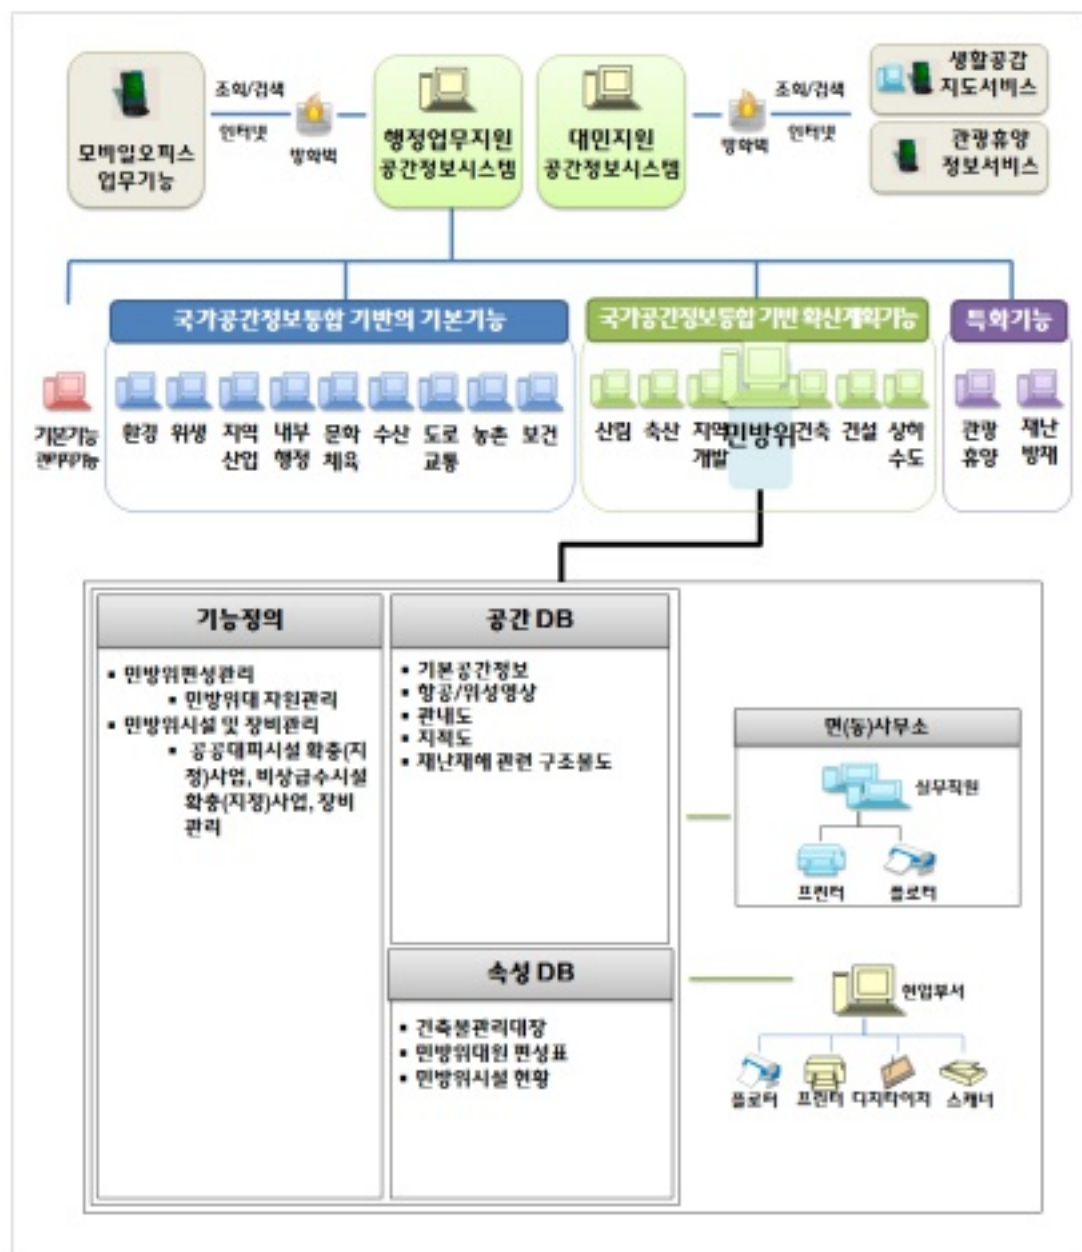 모바일오피스
업무기능
조회/검색
인터넷
방화벽
행정업무지원
공간정보시스템
대민지원
공간정보시스템
방화벽
조회/검색
인터넷
생활공감
지도서비스
관광휴양
정보서비스
국가공간정보통합 기반의 기본기능
국가공간정보통합 기반 확산계획기능
특화기능
기본기능
관리자기능
환경
위생
지역
산업
내부
행정
문화
체육
수산
도로
교통
농촌
보건
산림
축산
지역
개발
민방위
건축
건설
상하
수도
관광
휴양
재난
방재
기능정의
▪ 민방위편성관리
▪ 민방위대 자원관리
▪ 민방위시설 및 장비관리
▪ 공공대피시설 확충(지
정)사업, 비상급수시설
확충(지정)사업, 장비
관리
공간 DB
▪ 기본공간정보
▪ 항공/위성영상
▪ 관내도
▪ 지적도
▪ 재난재해 관련 구조물도
속성 DB
▪ 건축물관리대장
▪ 민방위대원 편성표
▪ 민방위시설 현황
면(동)사무소
실무직원
프린터
플로터
현업부서
플로터
프린터
디지타이저
스캐너